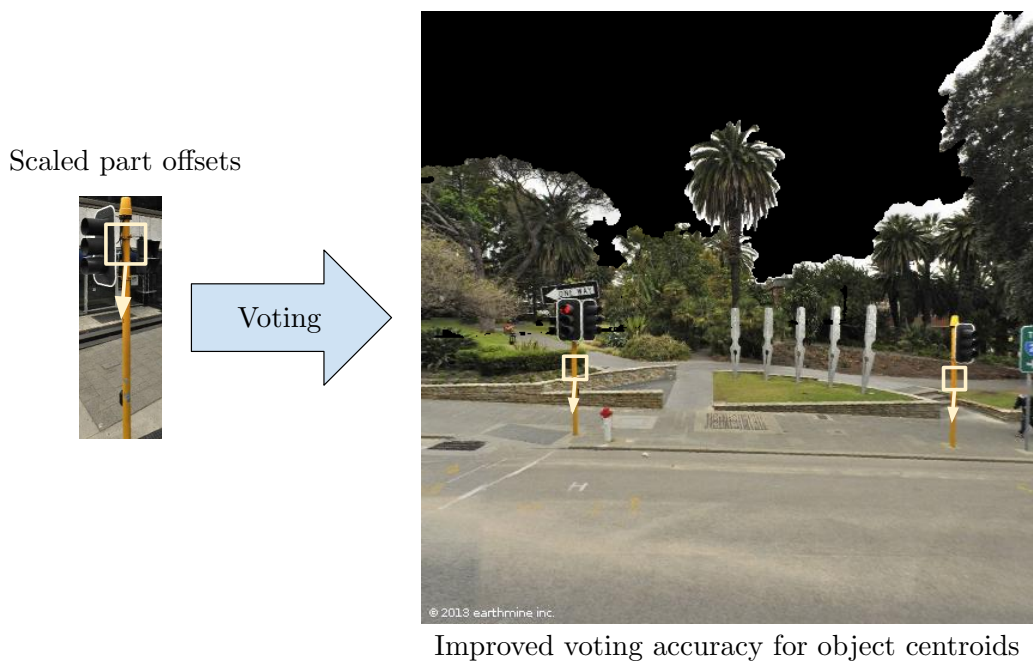 Scaled part offsets
Voting
ONE WAY
© 2013 earthmine inc.
Improved voting accuracy for object centroids